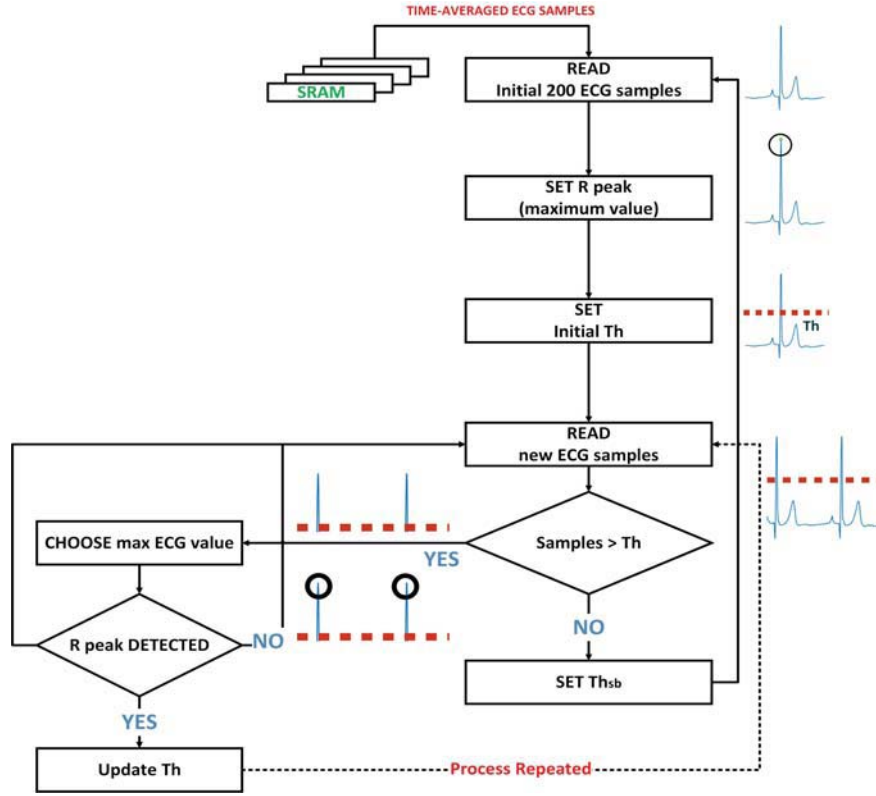 TIME-AVERAGED ECG SAMPLES
SRAM
READ
Initial 200 ECG samples
SET R peak
(maximum value)
SET
Initial Th
Th
READ
new ECG samples
CHOOSE max ECG value
YES
Samples > Th
R peak DETECTED
NO
NO
SET Thsb
YES
Update Th
Process Repeated